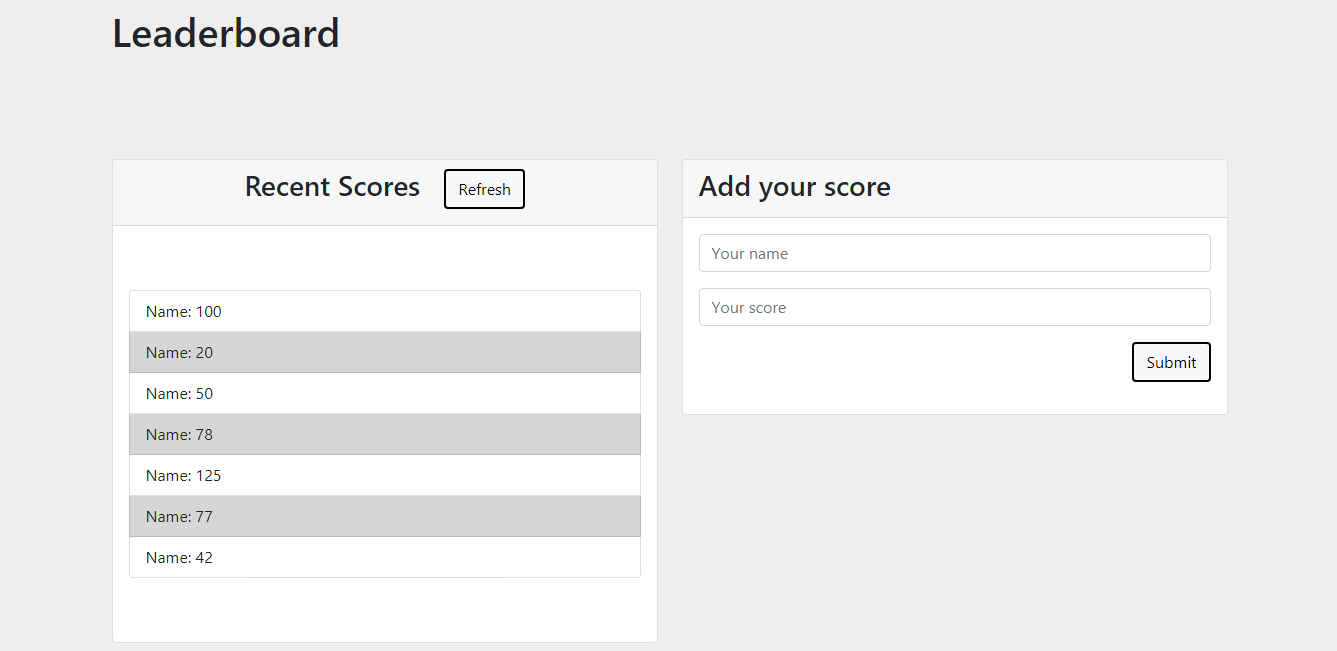 Leaderboard
Recent Scores
Refresh
Name: 100
Name: 20
Name: 50
Name: 78
Name: 125
Name: 77
Name: 42
Add your score
Your name
Your score
Submit